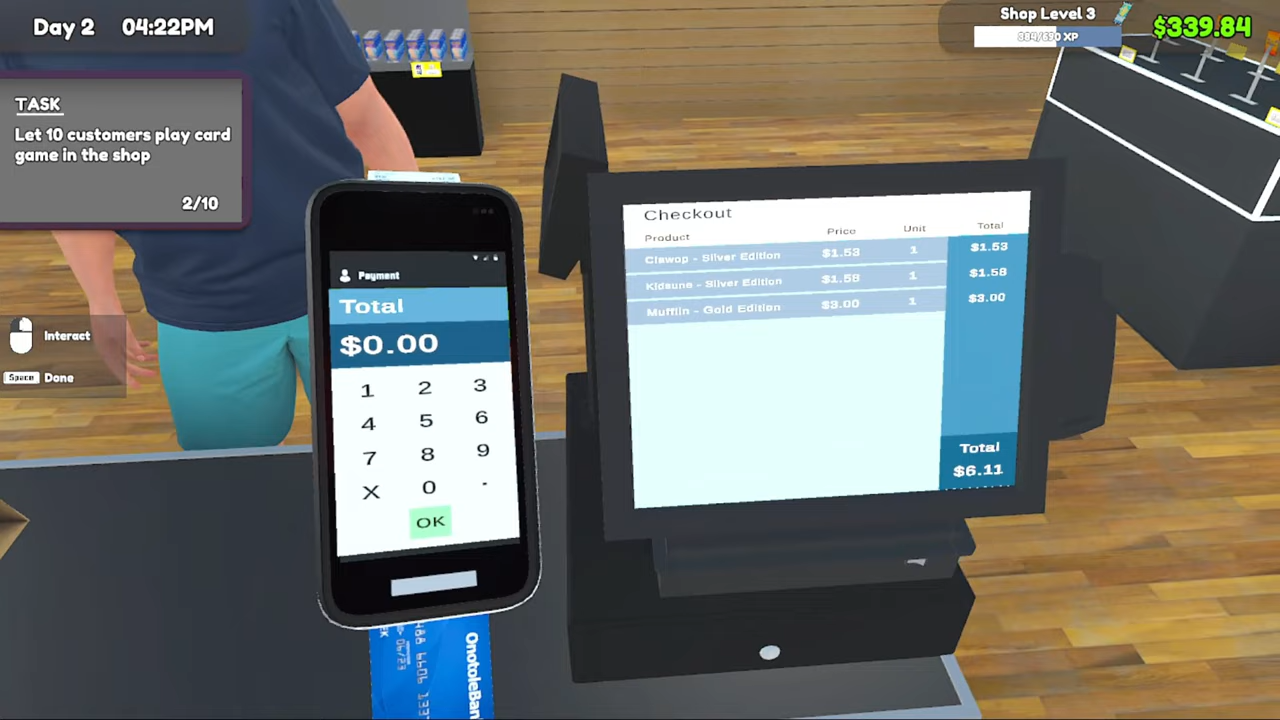 Day 2 04:22PM
Shop Level 3
$339.84
TASK
Let 10 customers play card
game in the shop
2/10
Interact
Space Done
Payment
Total
$0.00
1 2 3
4 5 6
7 8 9
X 0 .
OK
Checkout
Product Price Unit Total
Clawop - Silver Edition $1.53 1 $1.53
Kidsune - Silver Edition $1.58 1 $1.58
Mufflin - Gold Edition $3.00 1 $3.00
Total
$6.11
OnotoleBan